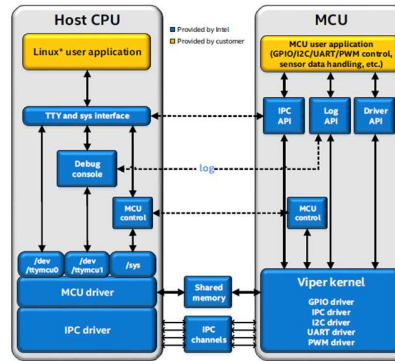 Host CPU
Linux* user application
TTY and sys interface
Debug
console
MCU
control
/dev
/ttymcu0
/dev
/ttymcu1
/sys
MCU driver
IPC driver
Provided by Intel
Provided by customer
log
Shared
memory
IPC
channels
MCU
MCU user application
(GPIO/I2C/UART/PWM control,
sensor data handling, etc.)
IPC
API
Log
API
Driver
API
MCU
control
Viper kernel
GPIO driver
IPC driver
I2C driver
UART driver
PWM driver